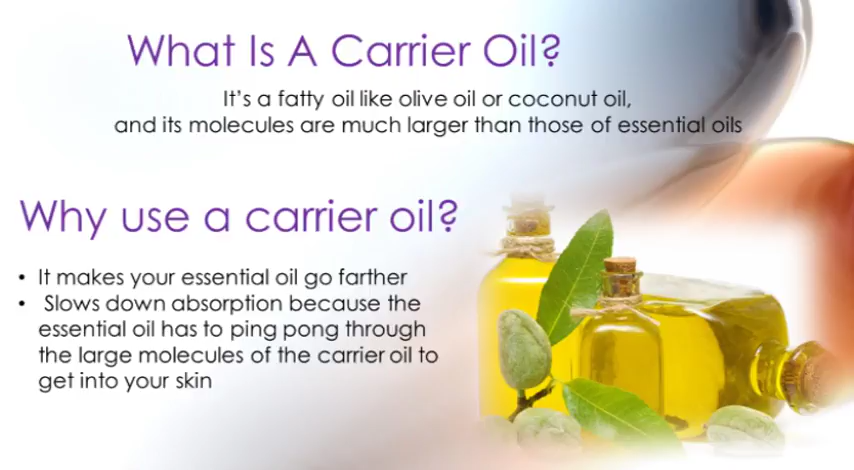 What Is A Carrier Oil?
It's a fatty oil like olive oil or coconut oil,
and its molecules are much larger than those of essential oils
Why use a carrier oil?
• It makes your essential oil go farther
• Slows down absorption because the
essential oil has to ping pong through
the large molecules of the carrier oil to
get into your skin